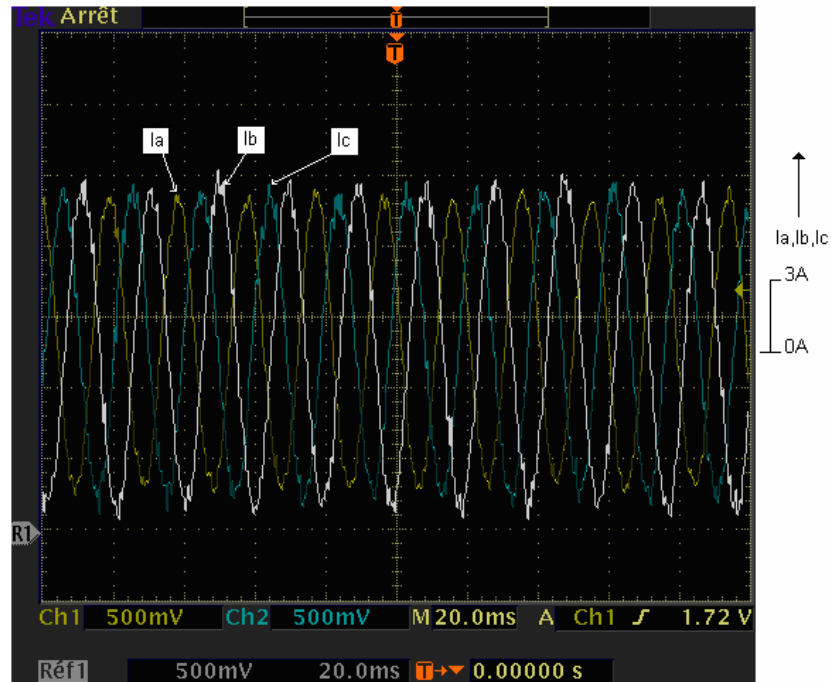 Tek Arrêt
T
T
Ia Ib Ic
Ia,Ib,Ic
3A
0A
R1
Ch1 500mV Ch2 500mV M 20.0ms A Ch1 1.72 V
Réf1 500mV 20.0ms T 0.00000 s